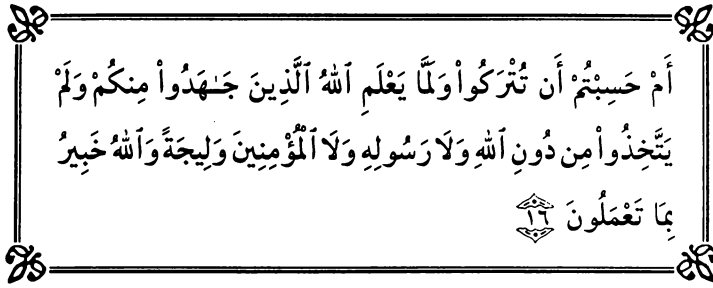 أَمْ حَسِبْتُمْ أَن تُتْرَكُوا۟ وَلَمَّا يَعْلَمِ ٱللَّهُ ٱلَّذِينَ جَـٰهَدُوا۟ مِنكُمْ وَلَمْ
يَتَّخِذُوا۟ مِن دُونِ ٱللَّهِ وَلَا رَسُولِهِ وَلَا ٱلْمُؤْمِنِينَ وَلِيجَةً وَٱللَّهُ خَبِيرُ
بِمَا تَعْمَلُونَ ١٦